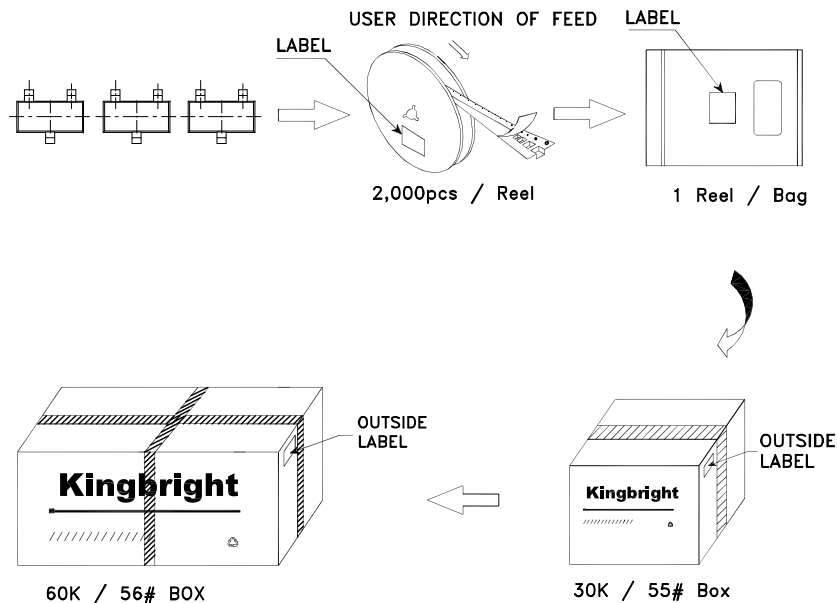 USER DIRECTION OF FEED
LABEL
LABEL
LABEL
2,000pcs / Reel
1 Reel / Bag
OUTSIDE
LABEL
OUTSIDE
LABEL
Kingbright
Kingbright
60K / 56# BOX
30K / 55# Box